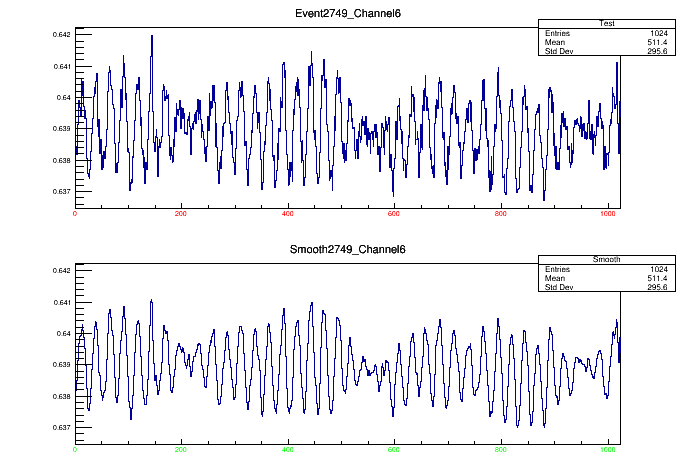 Event2749_Channel6
Test
Entries 1024
Mean 511.4
Std Dev 295.6
0.642
0.641
0.64
0.639
0.638
0.637
0 200 400 600 800 1000
Smooth2749_Channel6
Smooth
Entries 1024
Mean 511.4
Std Dev 295.6
0.642
0.641
0.64
0.639
0.638
0.637
0 200 400 600 800 1000